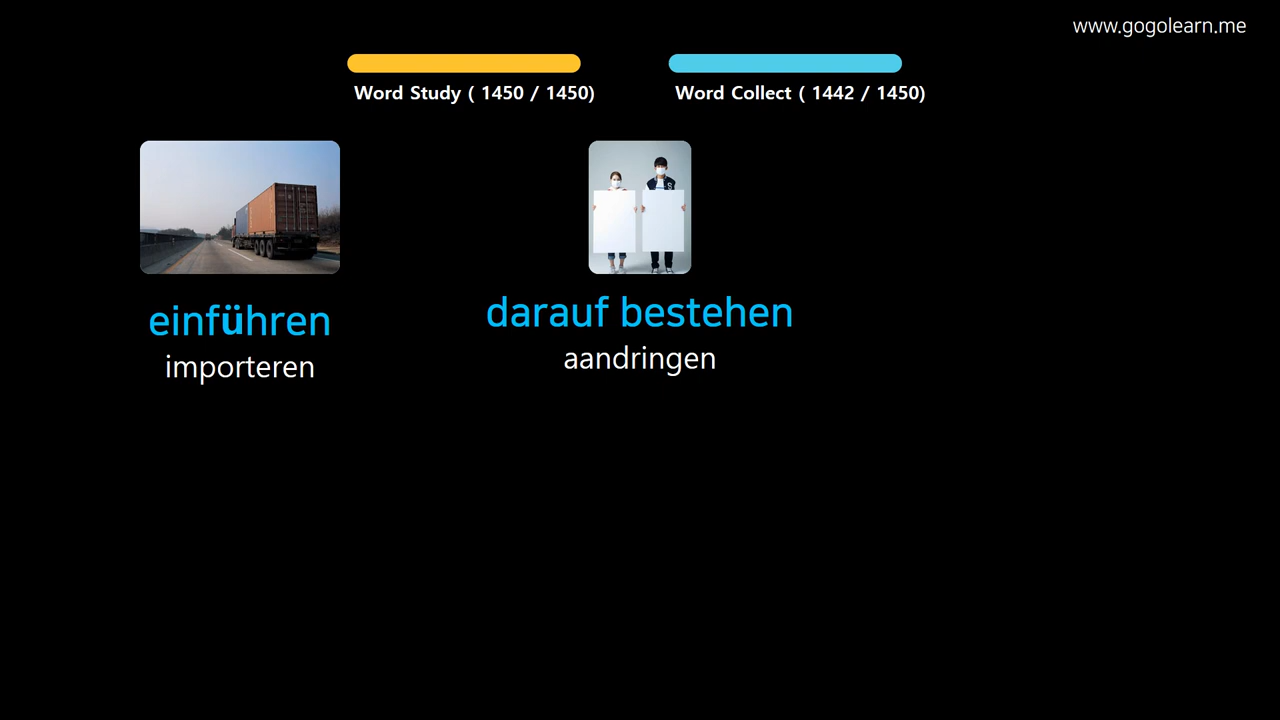 www.gogolearn.me
Word Study ( 1450 / 1450)
Word Collect ( 1442 / 1450)
einführen
importeren
darauf bestehen
aandringen